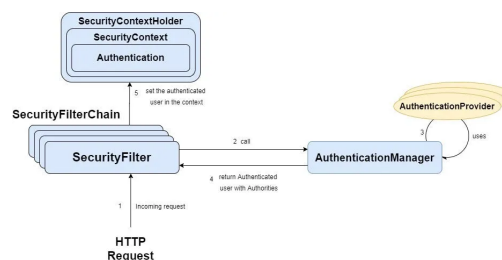 SecurityContextHolder
SecurityContext
Authentication
5 set the authenticated
user in the context
SecurityFilterChain
SecurityFilter
2 call
AuthenticationManager
AuthenticationProvider
3
uses
4 return Authenticated
user with Authorities
1 Incoming request
HTTP
Request